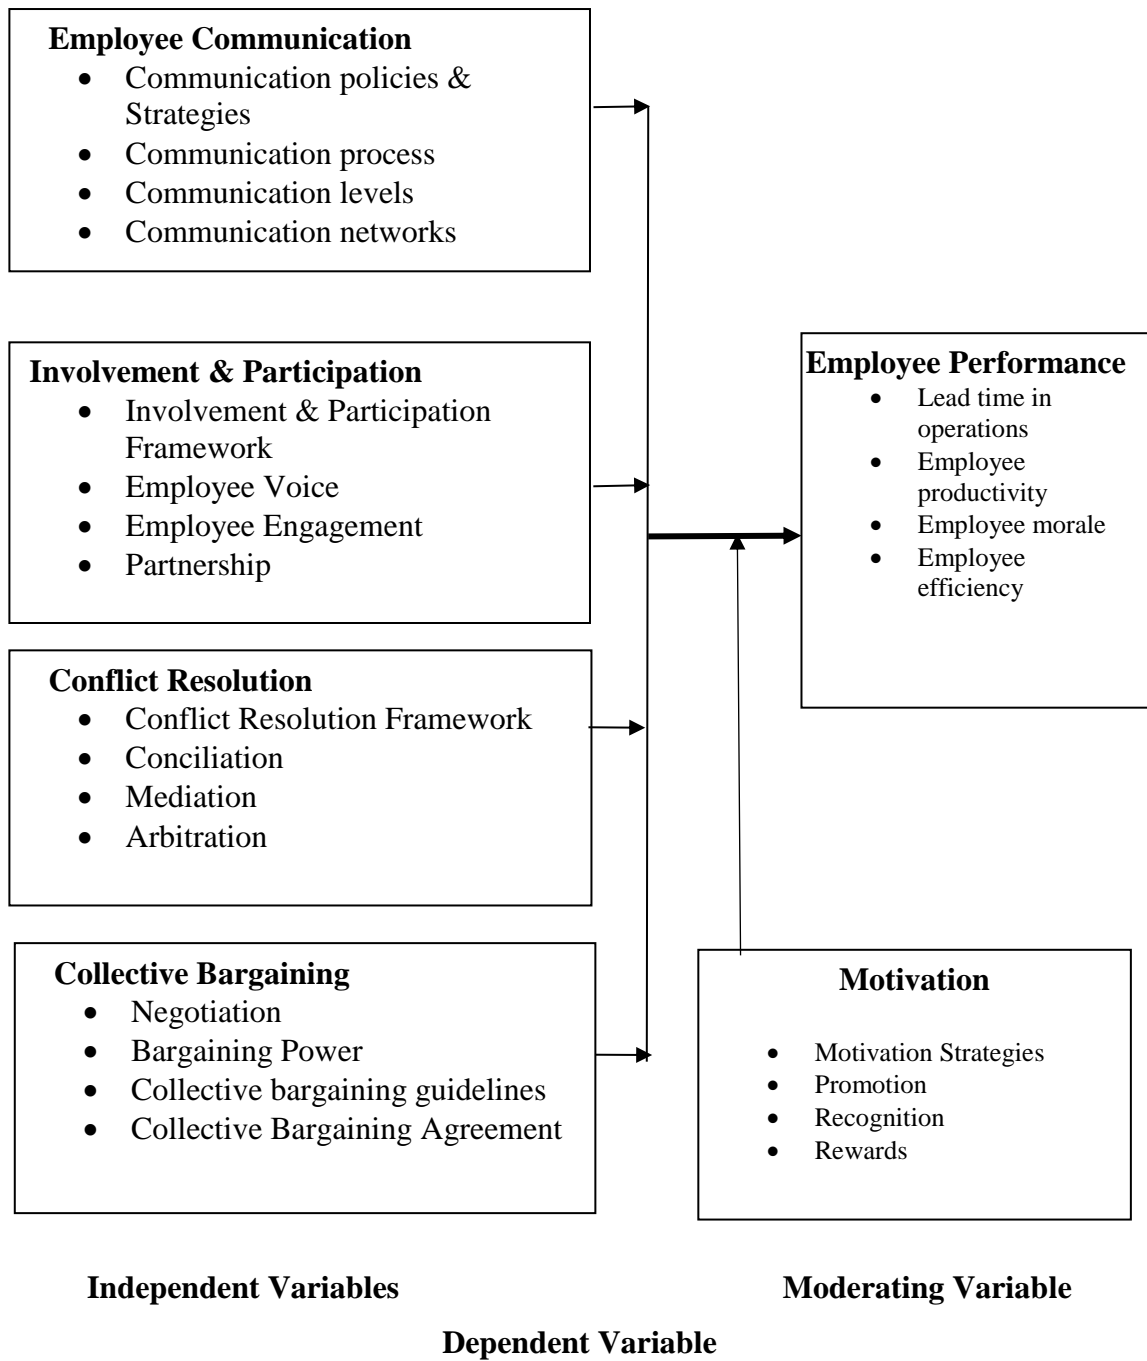 Employee Communication
• Communication policies &
Strategies
• Communication process
• Communication levels
• Communication networks
Involvement & Participation
• Involvement & Participation
Framework
• Employee Voice
• Employee Engagement
• Partnership
Employee Performance
• Lead time in
operations
• Employee
productivity
• Employee morale
• Employee
efficiency
Conflict Resolution
• Conflict Resolution Framework
• Conciliation
• Mediation
• Arbitration
Collective Bargaining
• Negotiation
• Bargaining Power
• Collective bargaining guidelines
• Collective Bargaining Agreement
Motivation
• Motivation Strategies
• Promotion
• Recognition
• Rewards
Independent Variables
Moderating Variable
Dependent Variable